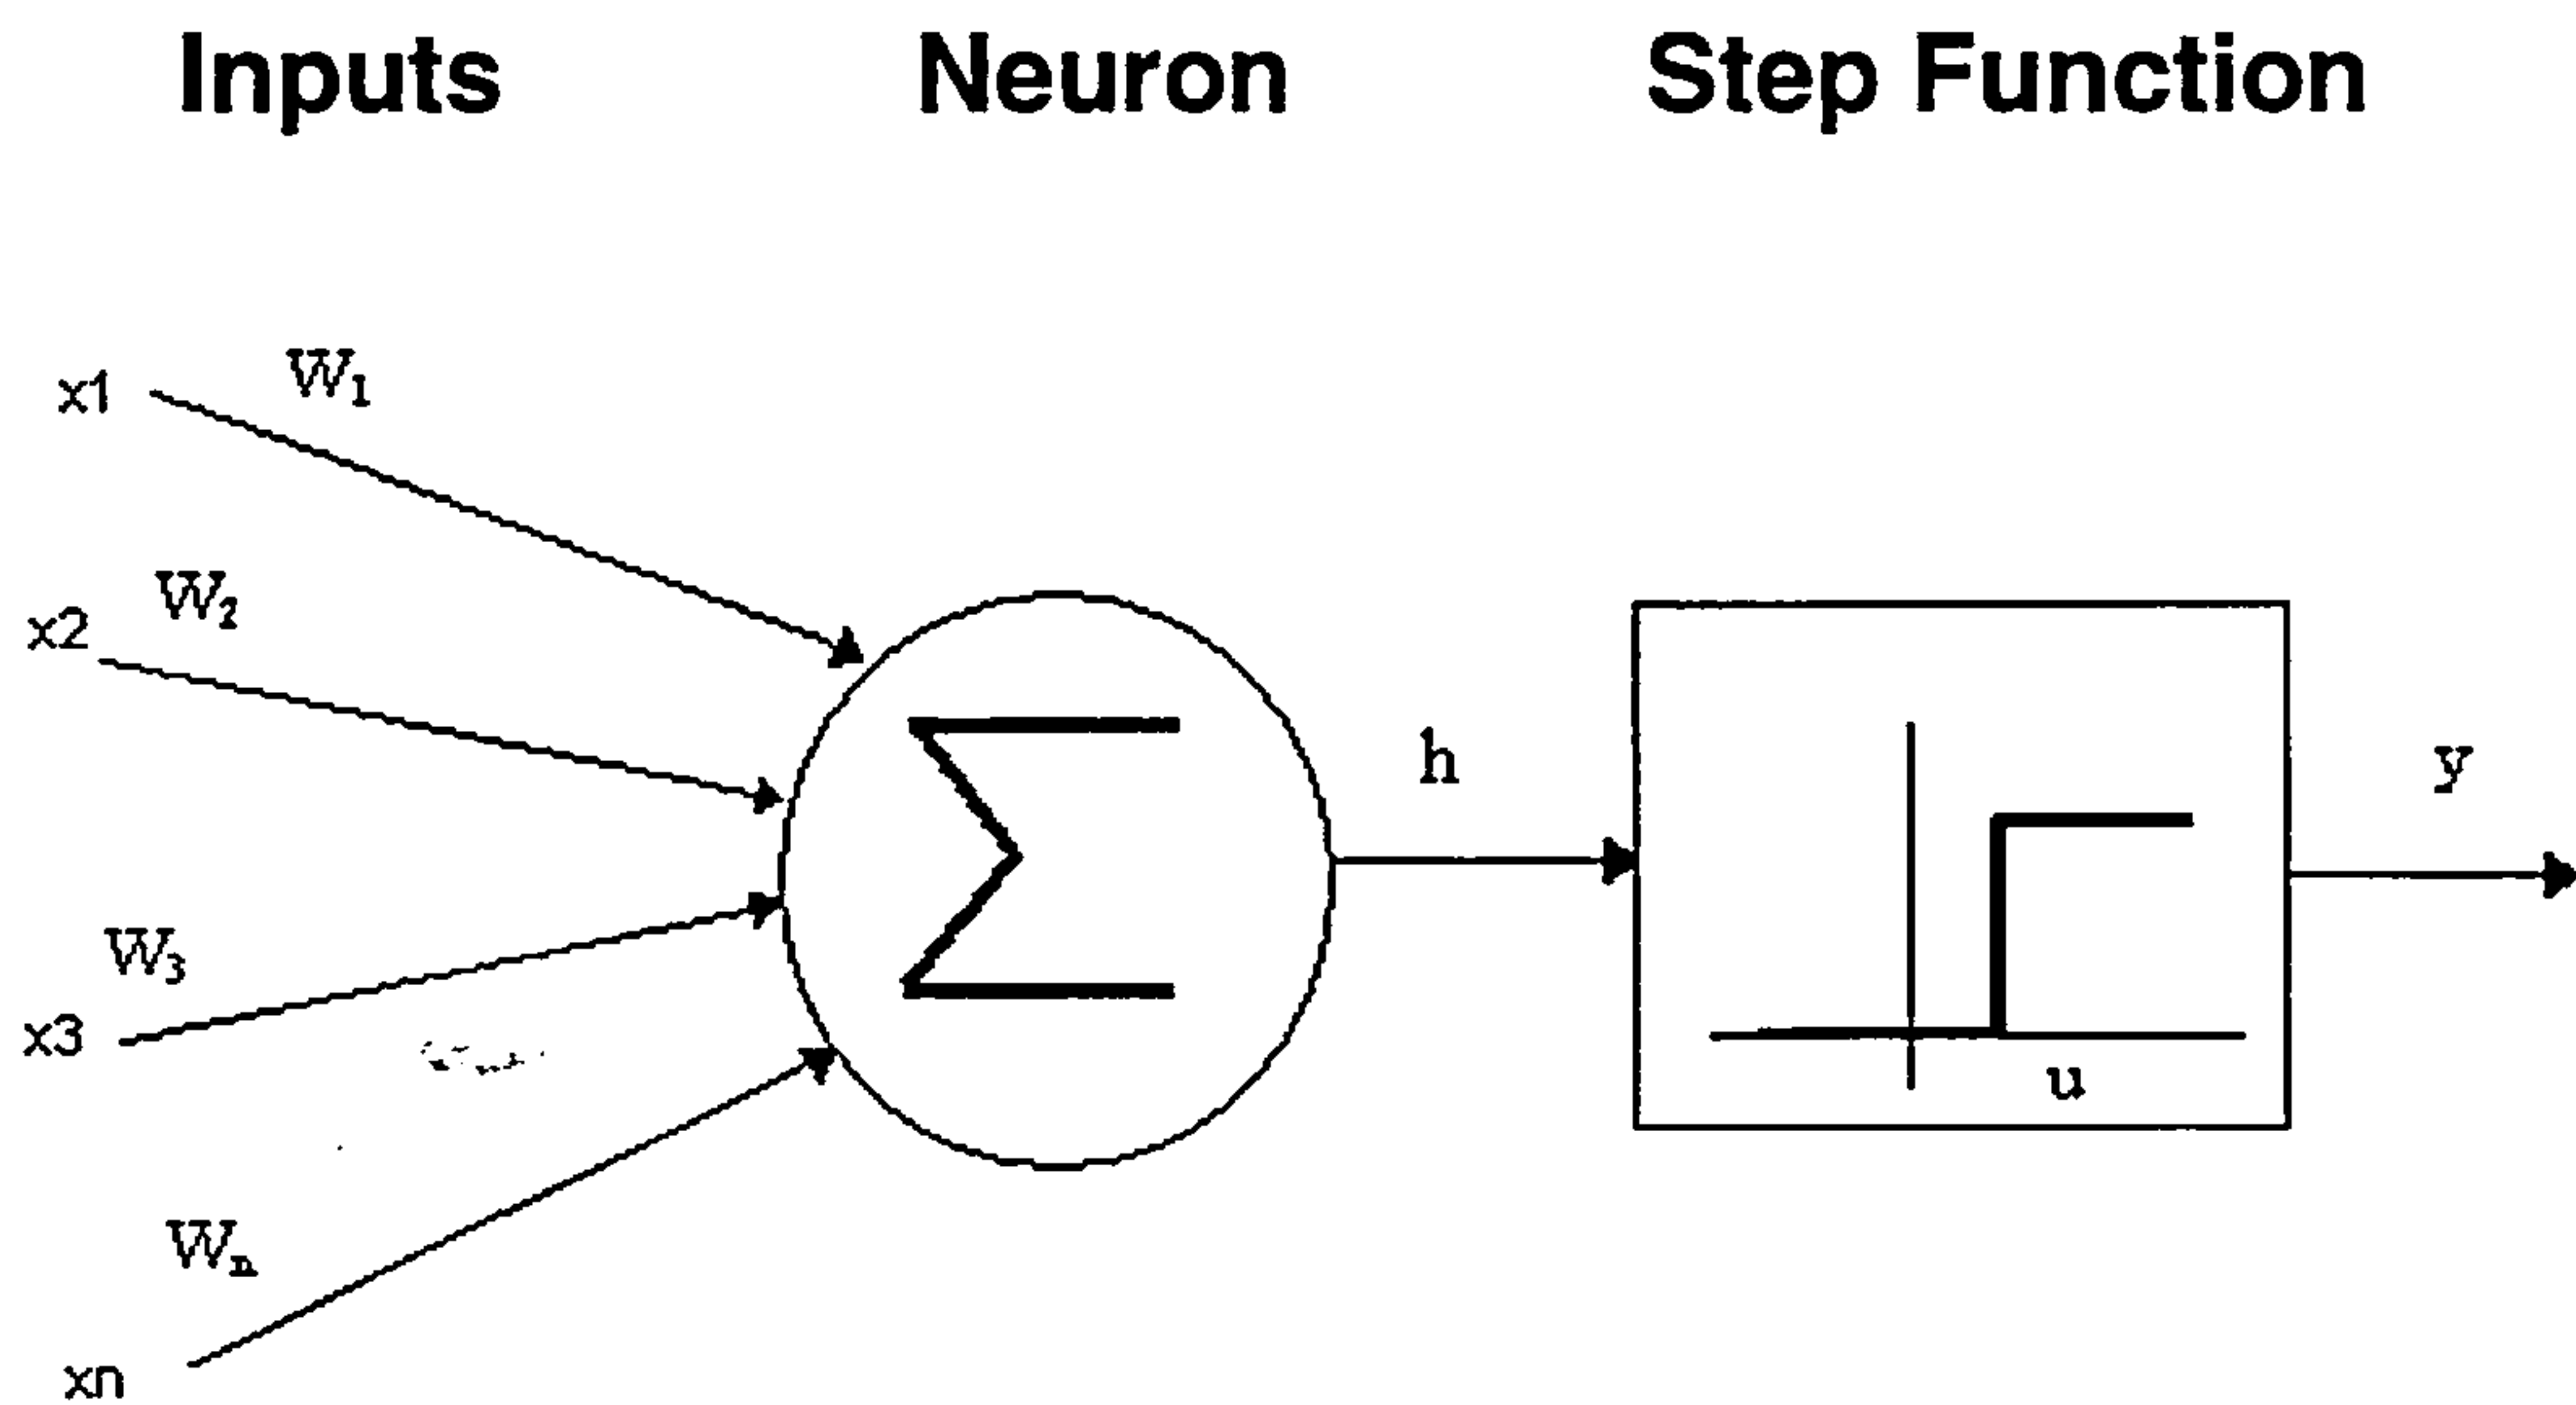 Inputs Neuron Step Function
x1 W₁
x2 W₂
h
y
W₃
x3
u
Wₙ
xn